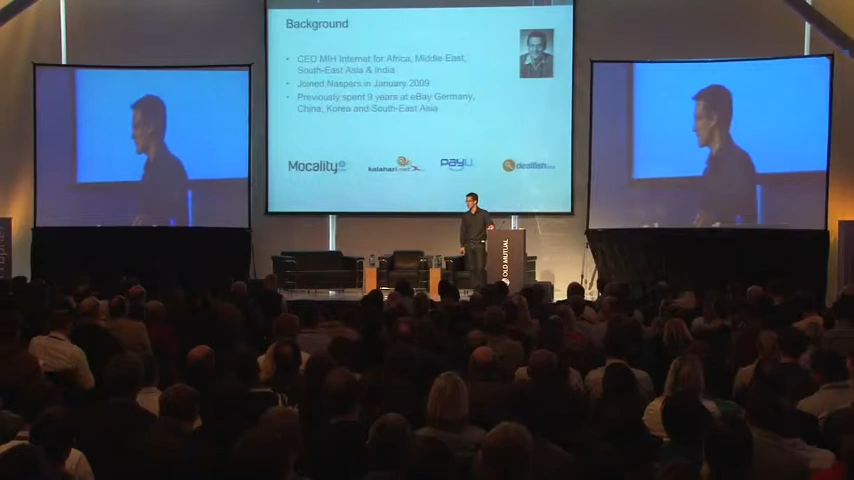 Background
• CEO MIH Internet for Africa, Middle East,
South-East Asia & India
• Joined Naspers in January 2009
• Previously spent 9 years at eBay Germany,
China, Korea and South-East Asia
Mocality
kalahari.net
PayU
dealfish
OLD MUTUAL